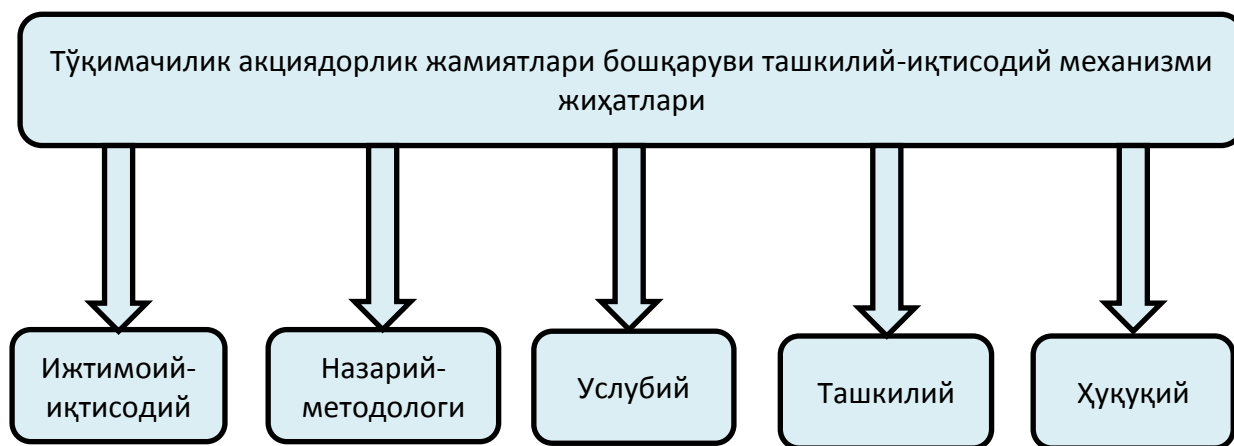 Тўқимачилик акциядорлик жамиятлари бошқаруви ташкилий-иқтисодий механизми
жиҳатлари
Ижтимоий-
иқтисодий
Назарий-
методологи
Услубий
Ташкилий
Ҳуқуқий